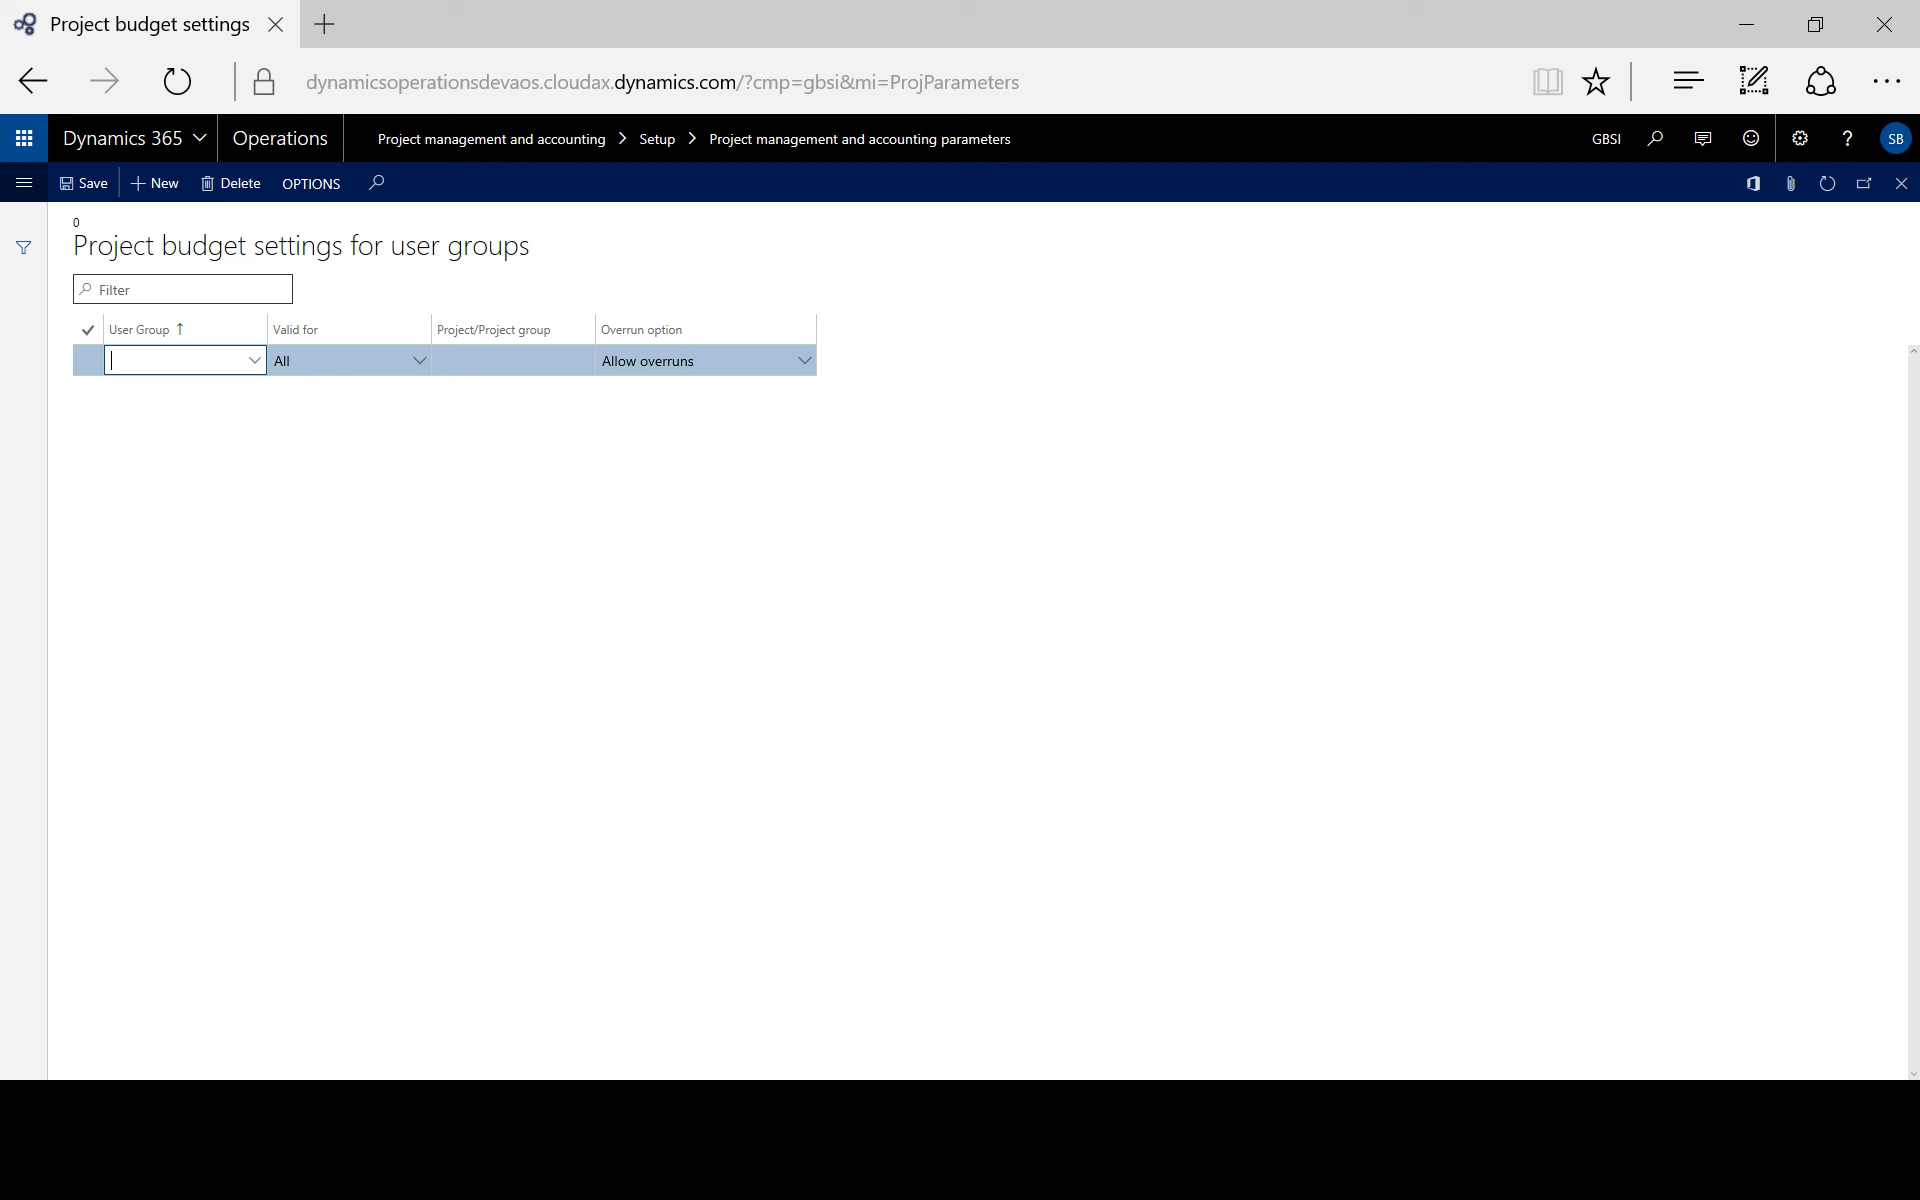 Project budget settings
dynamicsoperationsdevaos.cloudax.dynamics.com/?cmp=gbsi&mi=ProjParameters
Dynamics 365 Operations Project management and accounting > Setup > Project management and accounting parameters GBSI ? SB
Save + New Delete OPTIONS
0
Project budget settings for user groups
Filter
User Group ↑ Valid for Project/Project group Overrun option
All Allow overruns